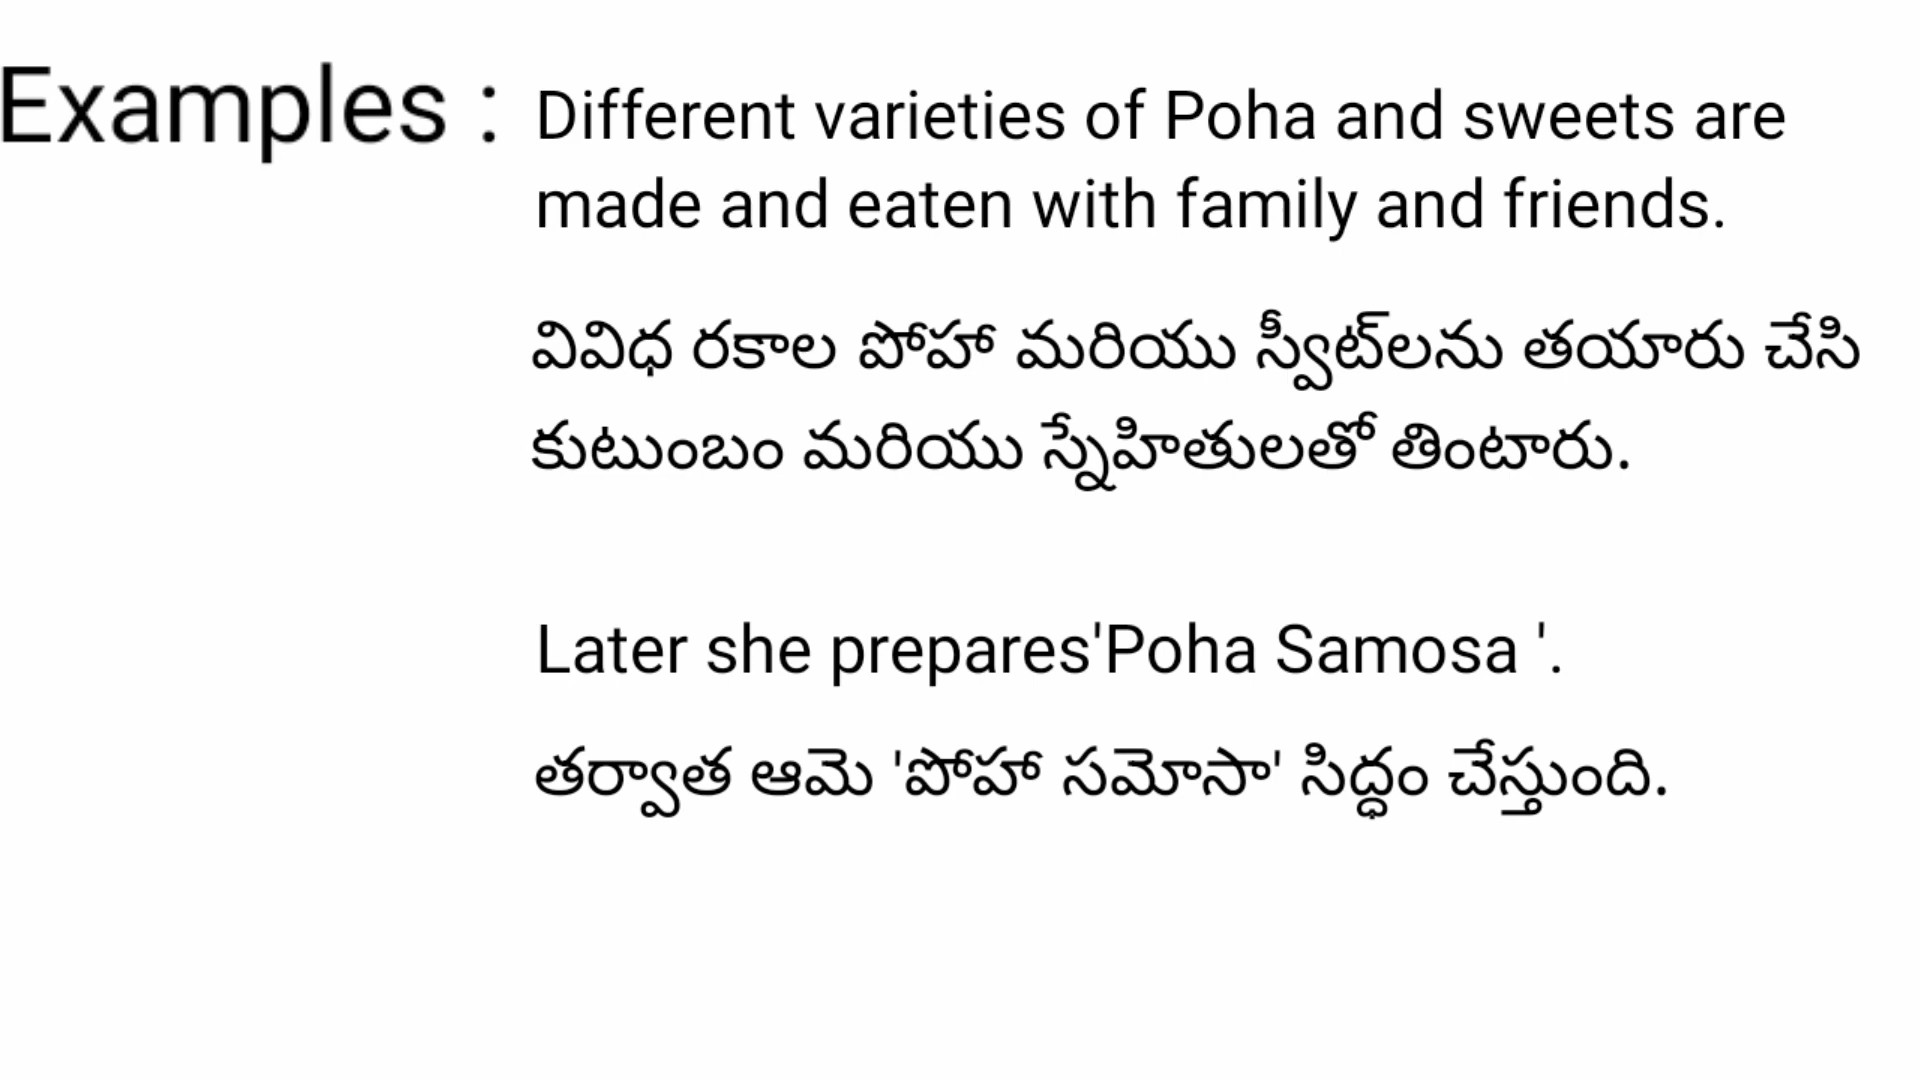 Examples : Different varieties of Poha and sweets are
made and eaten with family and friends.
వివిధ రకాల పోహా మరియు స్వీట్‌లను తయారు చేసి
కుటుంబం మరియు స్నేహితులతో తింటారు.
Later she prepares'Poha Samosa '.
తర్వాత ఆమె 'పోహా సమోసా' సిద్ధం చేస్తుంది.